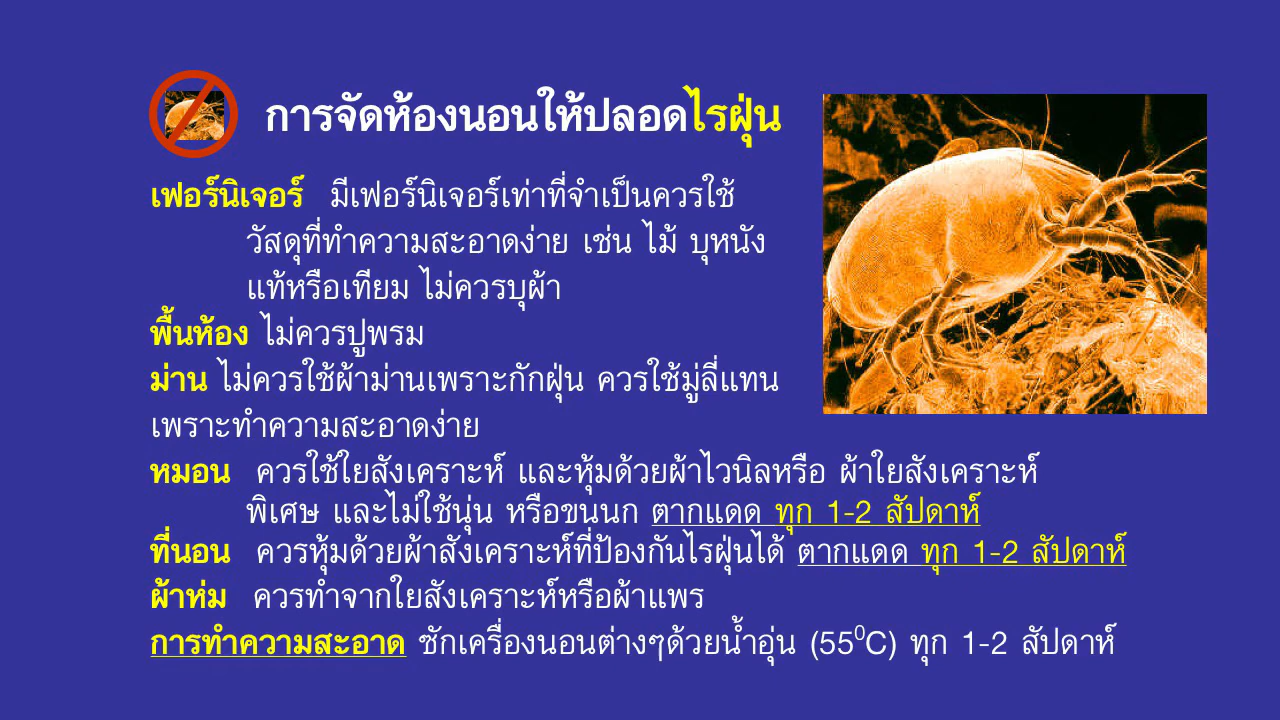 การจัดห้องนอนให้ปลอดไรฝุ่น
เฟอร์นิเจอร์ มีเฟอร์นิเจอร์เท่าที่จำเป็นควรใช้
วัสดุที่ทำความสะอาดง่าย เช่น ไม้ บุหนัง
แท้หรือเทียม ไม่ควรบุผ้า
พื้นห้อง ไม่ควรปูพรม
ม่าน ไม่ควรใช้ผ้าม่านเพราะกักฝุ่น ควรใช้มู่ลี่แทน
เพราะทำความสะอาดง่าย
หมอน ควรใช้ใยสังเคราะห์ และหุ้มด้วยผ้าไวนิลหรือ ผ้าใยสังเคราะห์
พิเศษ และไม่ใช้นุ่น หรือขนนก ตากแดด ทุก 1-2 สัปดาห์
ที่นอน ควรหุ้มด้วยผ้าสังเคราะห์ที่ป้องกันไรฝุ่นได้ ตากแดด ทุก 1-2 สัปดาห์
ผ้าห่ม ควรทำจากใยสังเคราะห์หรือผ้าแพร
การทำความสะอาด ซักเครื่องนอนต่างๆด้วยน้ำอุ่น (55⁰C) ทุก 1-2 สัปดาห์